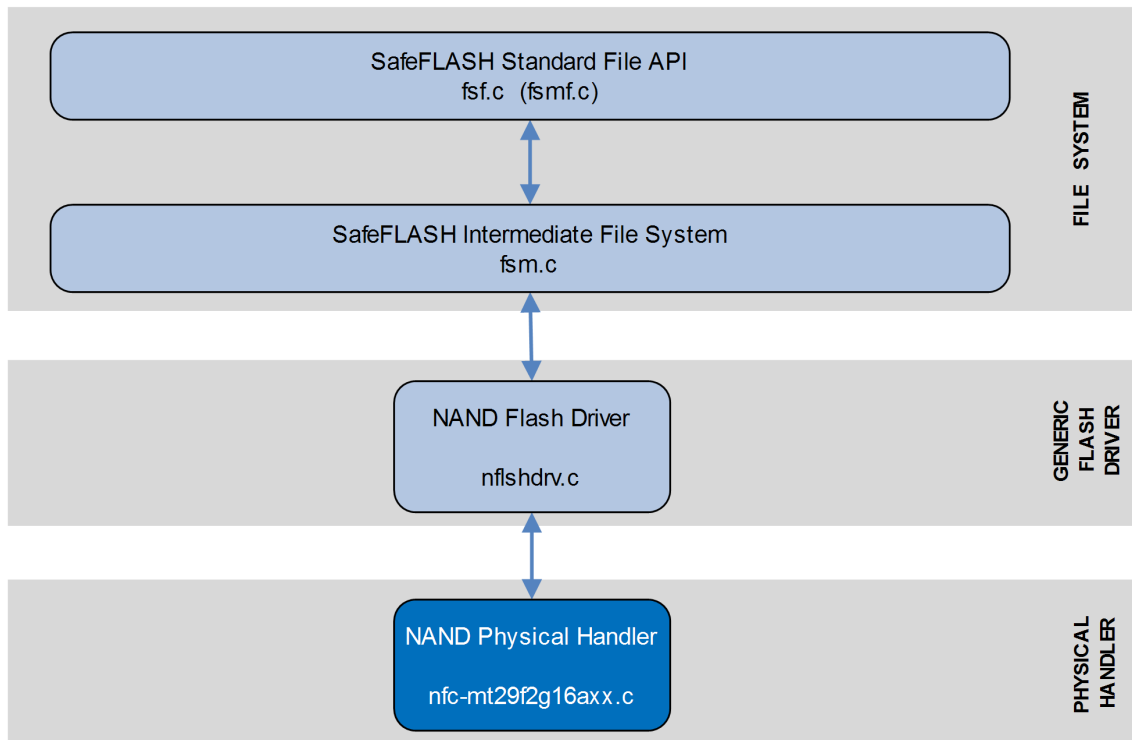 SafeFLASH Standard File API
fsf.c (fsmf.c)
FILE SYSTEM
SafeFLASH Intermediate File System
fsm.c
NAND Flash Driver
nflshdrv.c
GENERIC
FLASH
DRIVER
NAND Physical Handler
nfc-mt29f2g16axx.c
PHYSICAL
HANDLER